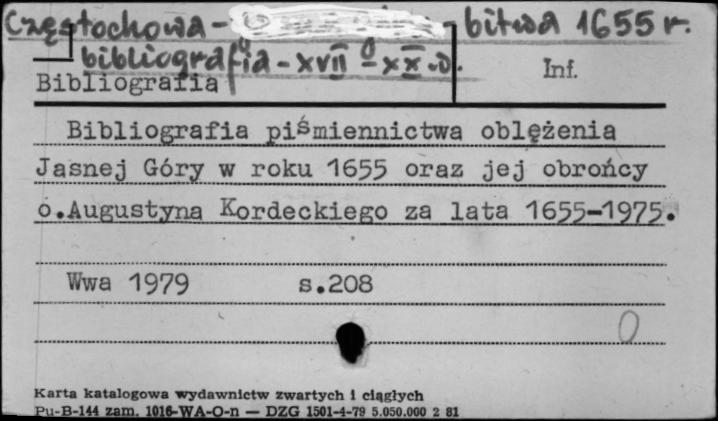 Częstochowa - bitwa 1655 r.
bibliografia - XVII - XX w.
Inf.
Bibliografia
Bibliografia piśmiennictwa oblężenia
Jasnej Góry w roku 1655 oraz jej obrońcy
o.Augustyna Kordeckiego za lata 1655-1975.
Wwa 1979 s.208
0
Karta katalogowa wydawnictw zwartych i ciągłych
Pu-B-144 zam. 1016-WA-O-n — DZG 1501-4-79 5.050.000 2 81